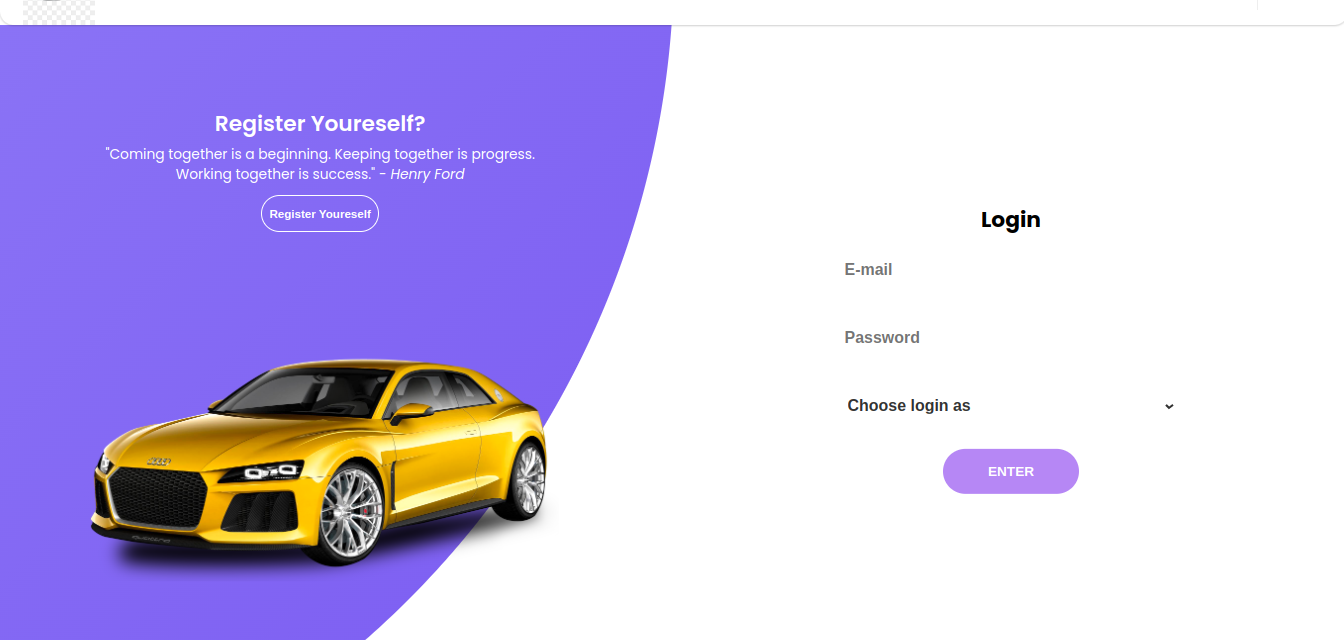 Register Youreself?
"Coming together is a beginning. Keeping together is progress.
Working together is success." - Henry Ford
Register Youreself
Login
E-mail
Password
Choose login as
ENTER